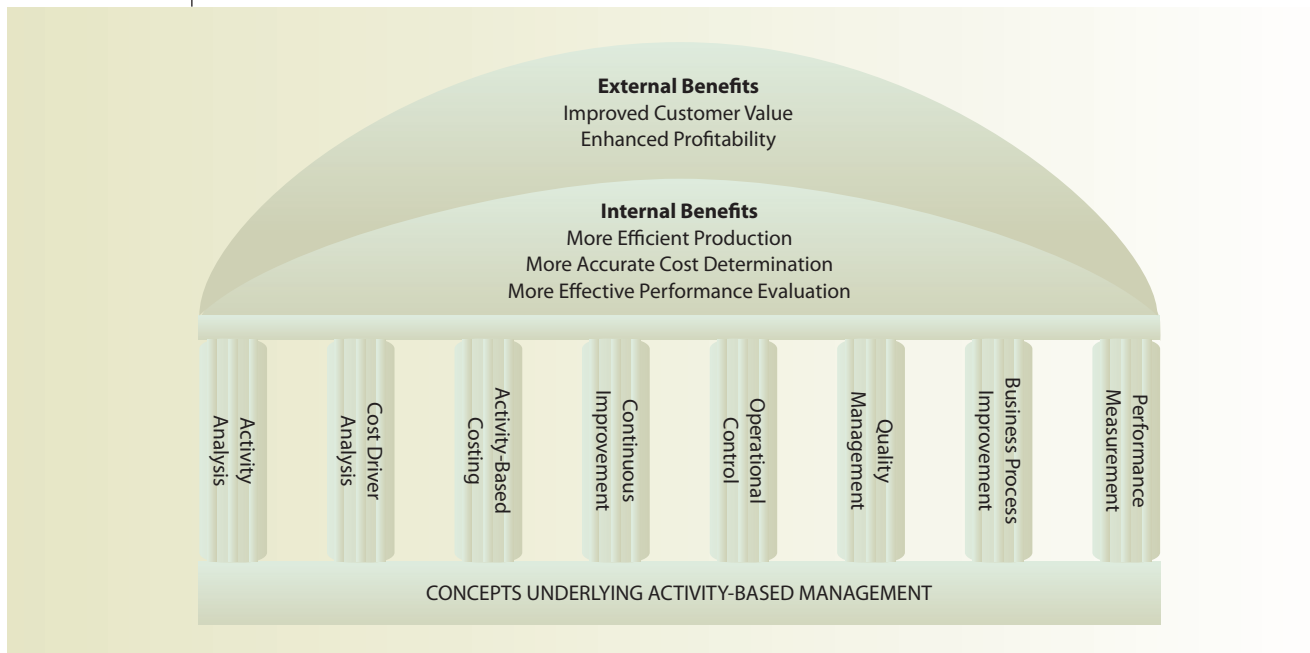 External Benefits
Improved Customer Value
Enhanced Profitability
Internal Benefits
More Efficient Production
More Accurate Cost Determination
More Effective Performance Evaluation
Activity
Analysis
Cost Driver
Analysis
Activity-Based
Costing
Continuous
Improvement
Operational
Control
Quality
Management
Business Process
Improvement
Performance
Measurement
CONCEPTS UNDERLYING ACTIVITY-BASED MANAGEMENT